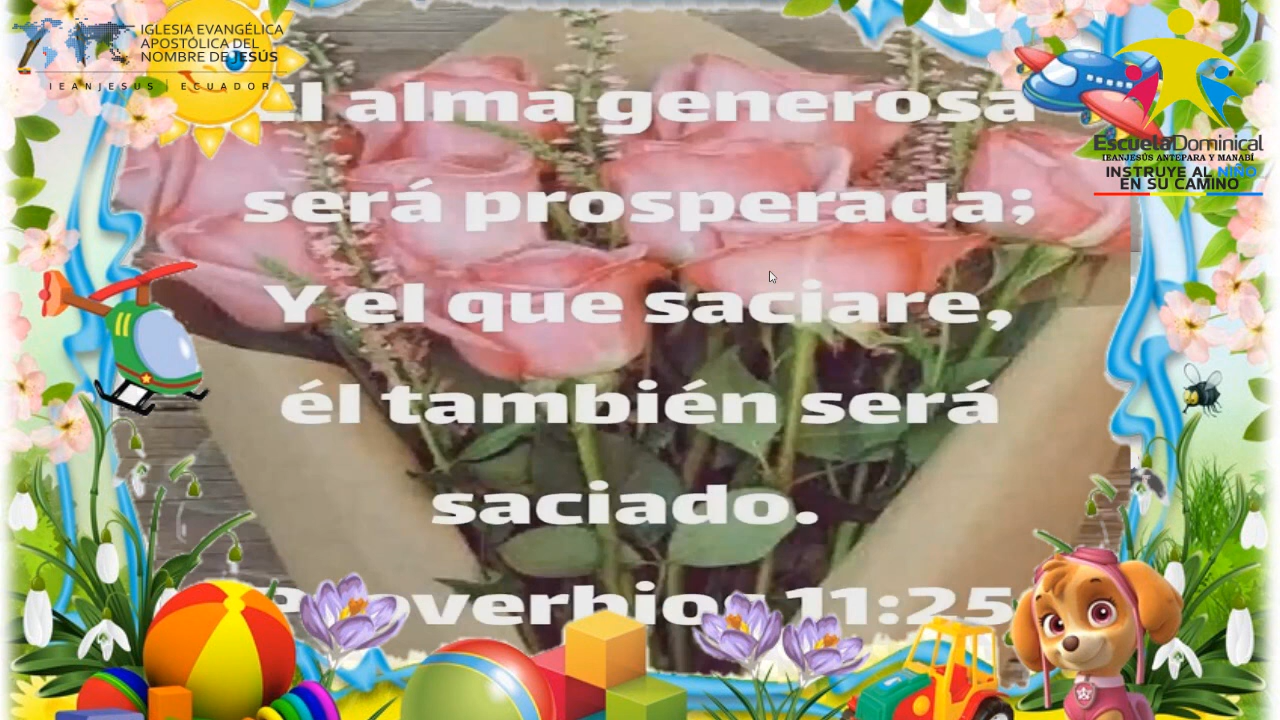 IGLESIA EVANGÉLICA
APOSTÓLICA DEL
NOMBRE DE JESÚS
IEANJESUS | ECUADOR
EscuelaDominical
IEANJESÚS ANTEPARA Y MANABÍ
INSTRUYE AL NIÑO
EN SU CAMINO
El alma generosa
será prosperada;
Y el que saciare,
él también será
saciado.
Proverbios 11:25